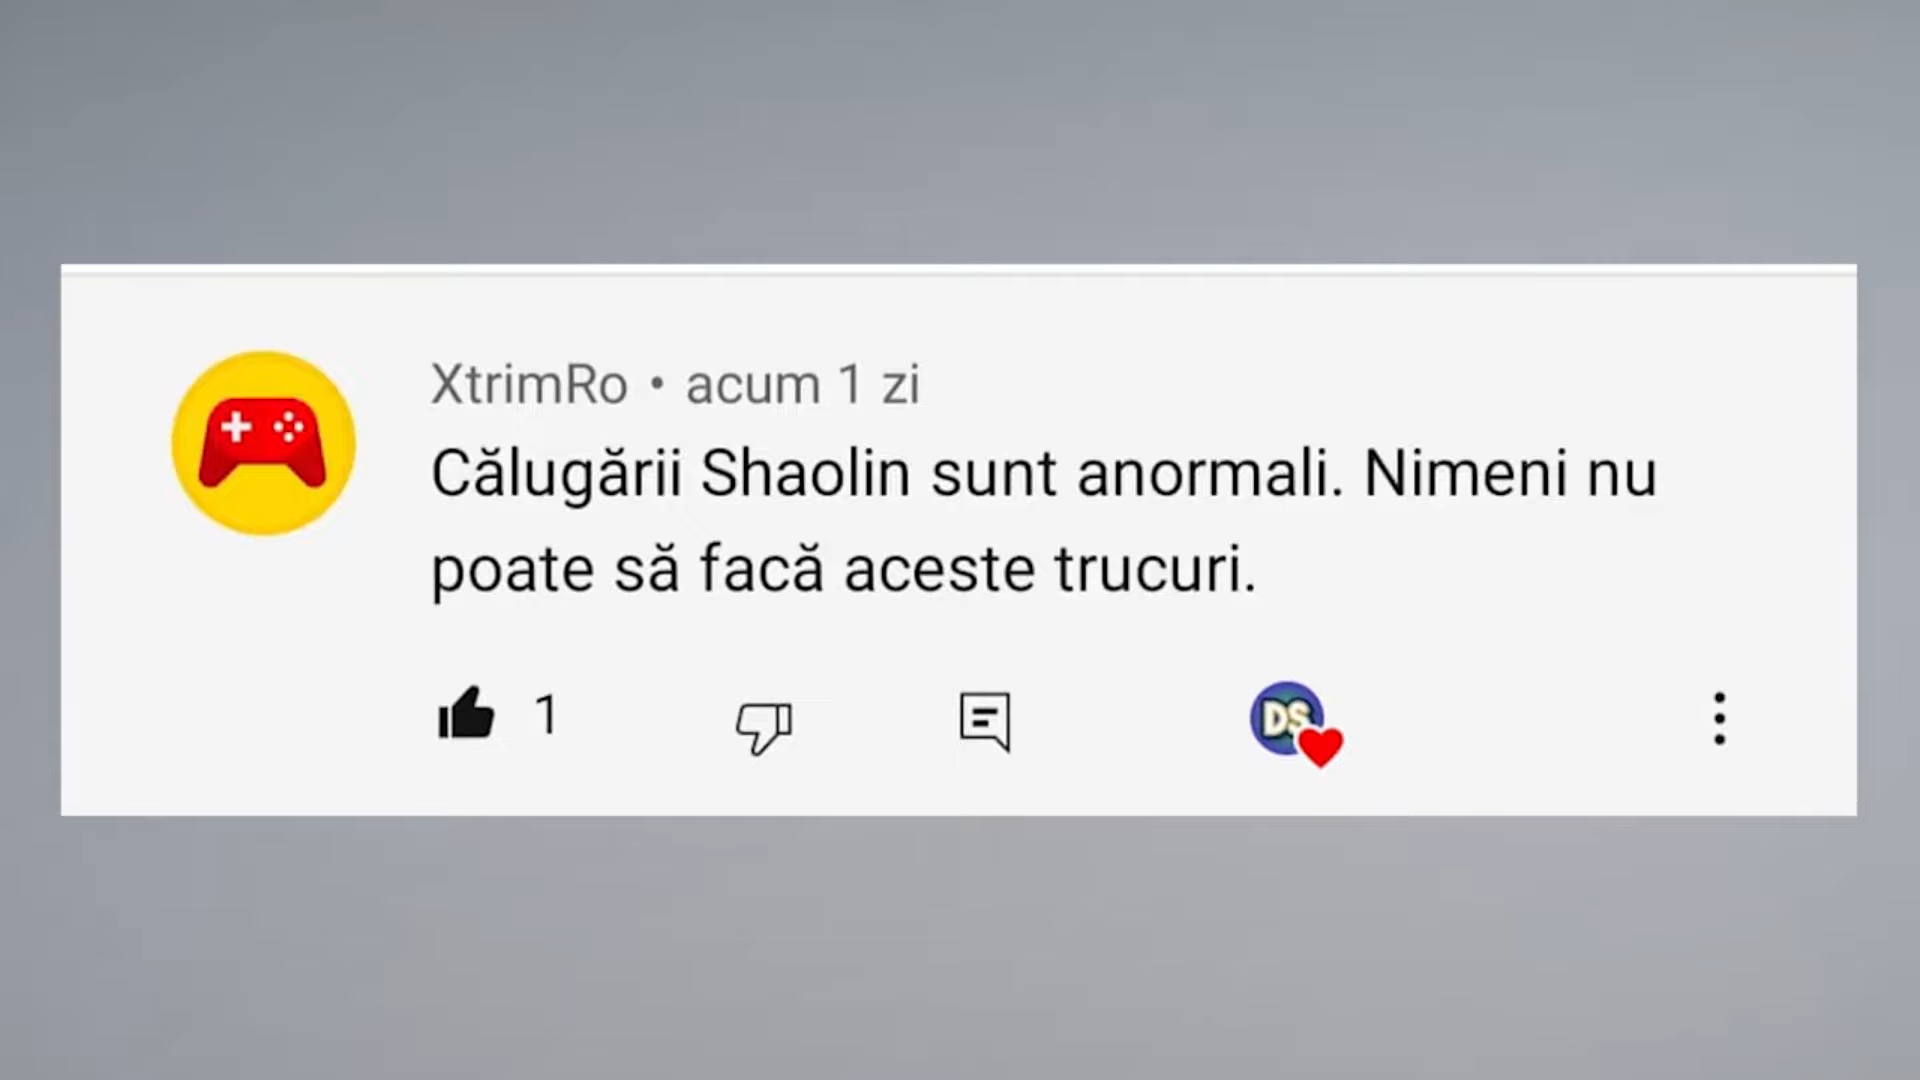 XtrimRo • acum 1 zi
Călugării Shaolin sunt anormali. Nimeni nu
poate să facă aceste trucuri.
1
DS